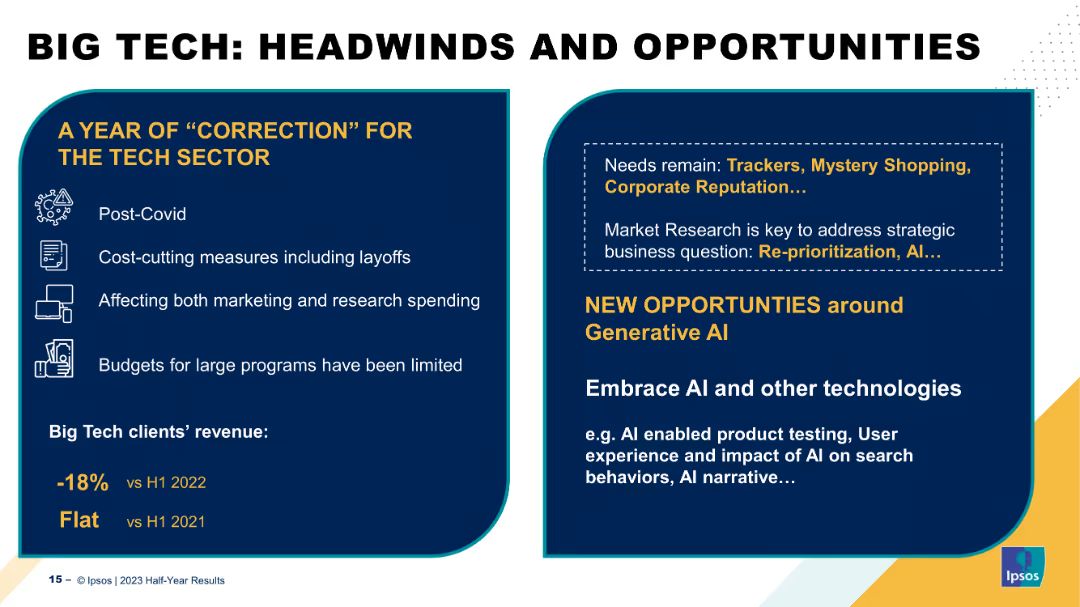 BIG TECH: HEADWINDS AND OPPORTUNITIES
A YEAR OF “CORRECTION” FOR
THE TECH SECTOR
Post-Covid
Cost-cutting measures including layoffs
Affecting both marketing and research spending
Budgets for large programs have been limited
Big Tech clients’ revenue:
-18% vs H1 2022
Flat vs H1 2021
Needs remain: Trackers, Mystery Shopping,
Corporate Reputation…
Market Research is key to address strategic
business question: Re-prioritization, AI…
NEW OPPORTUNTIES around
Generative AI
Embrace AI and other technologies
e.g. AI enabled product testing, User
experience and impact of AI on search
behaviors, AI narrative…
15 – © Ipsos | 2023 Half-Year Results
Ipsos